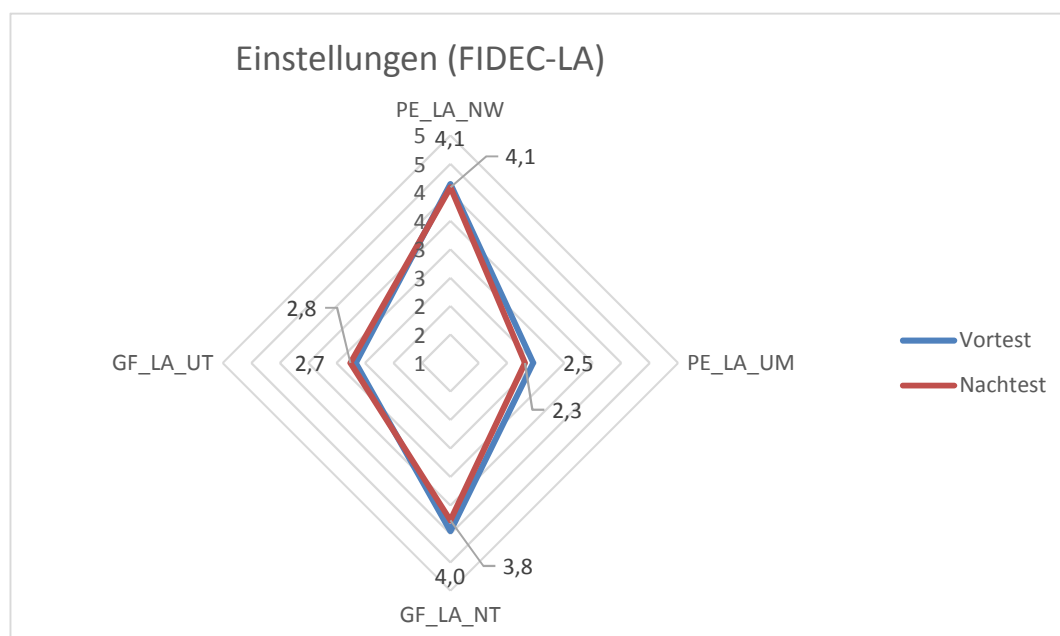 Einstellungen (FIDEC-LA)
PE_LA_NW
5
4,1
4,1
5
4
4
3
3
2
2
1
2,8
GF_LA_UT
2,7
2,5
PE_LA_UM
2,3
Vortest
Nachtest
3,8
4,0
GF_LA_NT